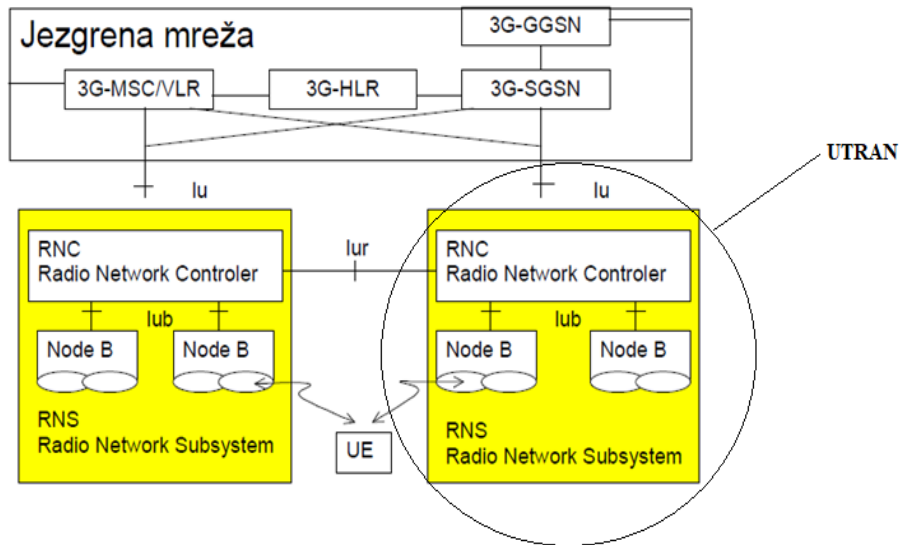 Jezgrena mreža
3G-GGSN
3G-MSC/VLR
3G-HLR
3G-SGSN
UTRAN
Iu
Iu
RNC
Radio Network Controler
Iur
RNC
Radio Network Controler
Iub
Iub
Node B
Node B
Node B
Node B
RNS
Radio Network Subsystem
UE
RNS
Radio Network Subsystem